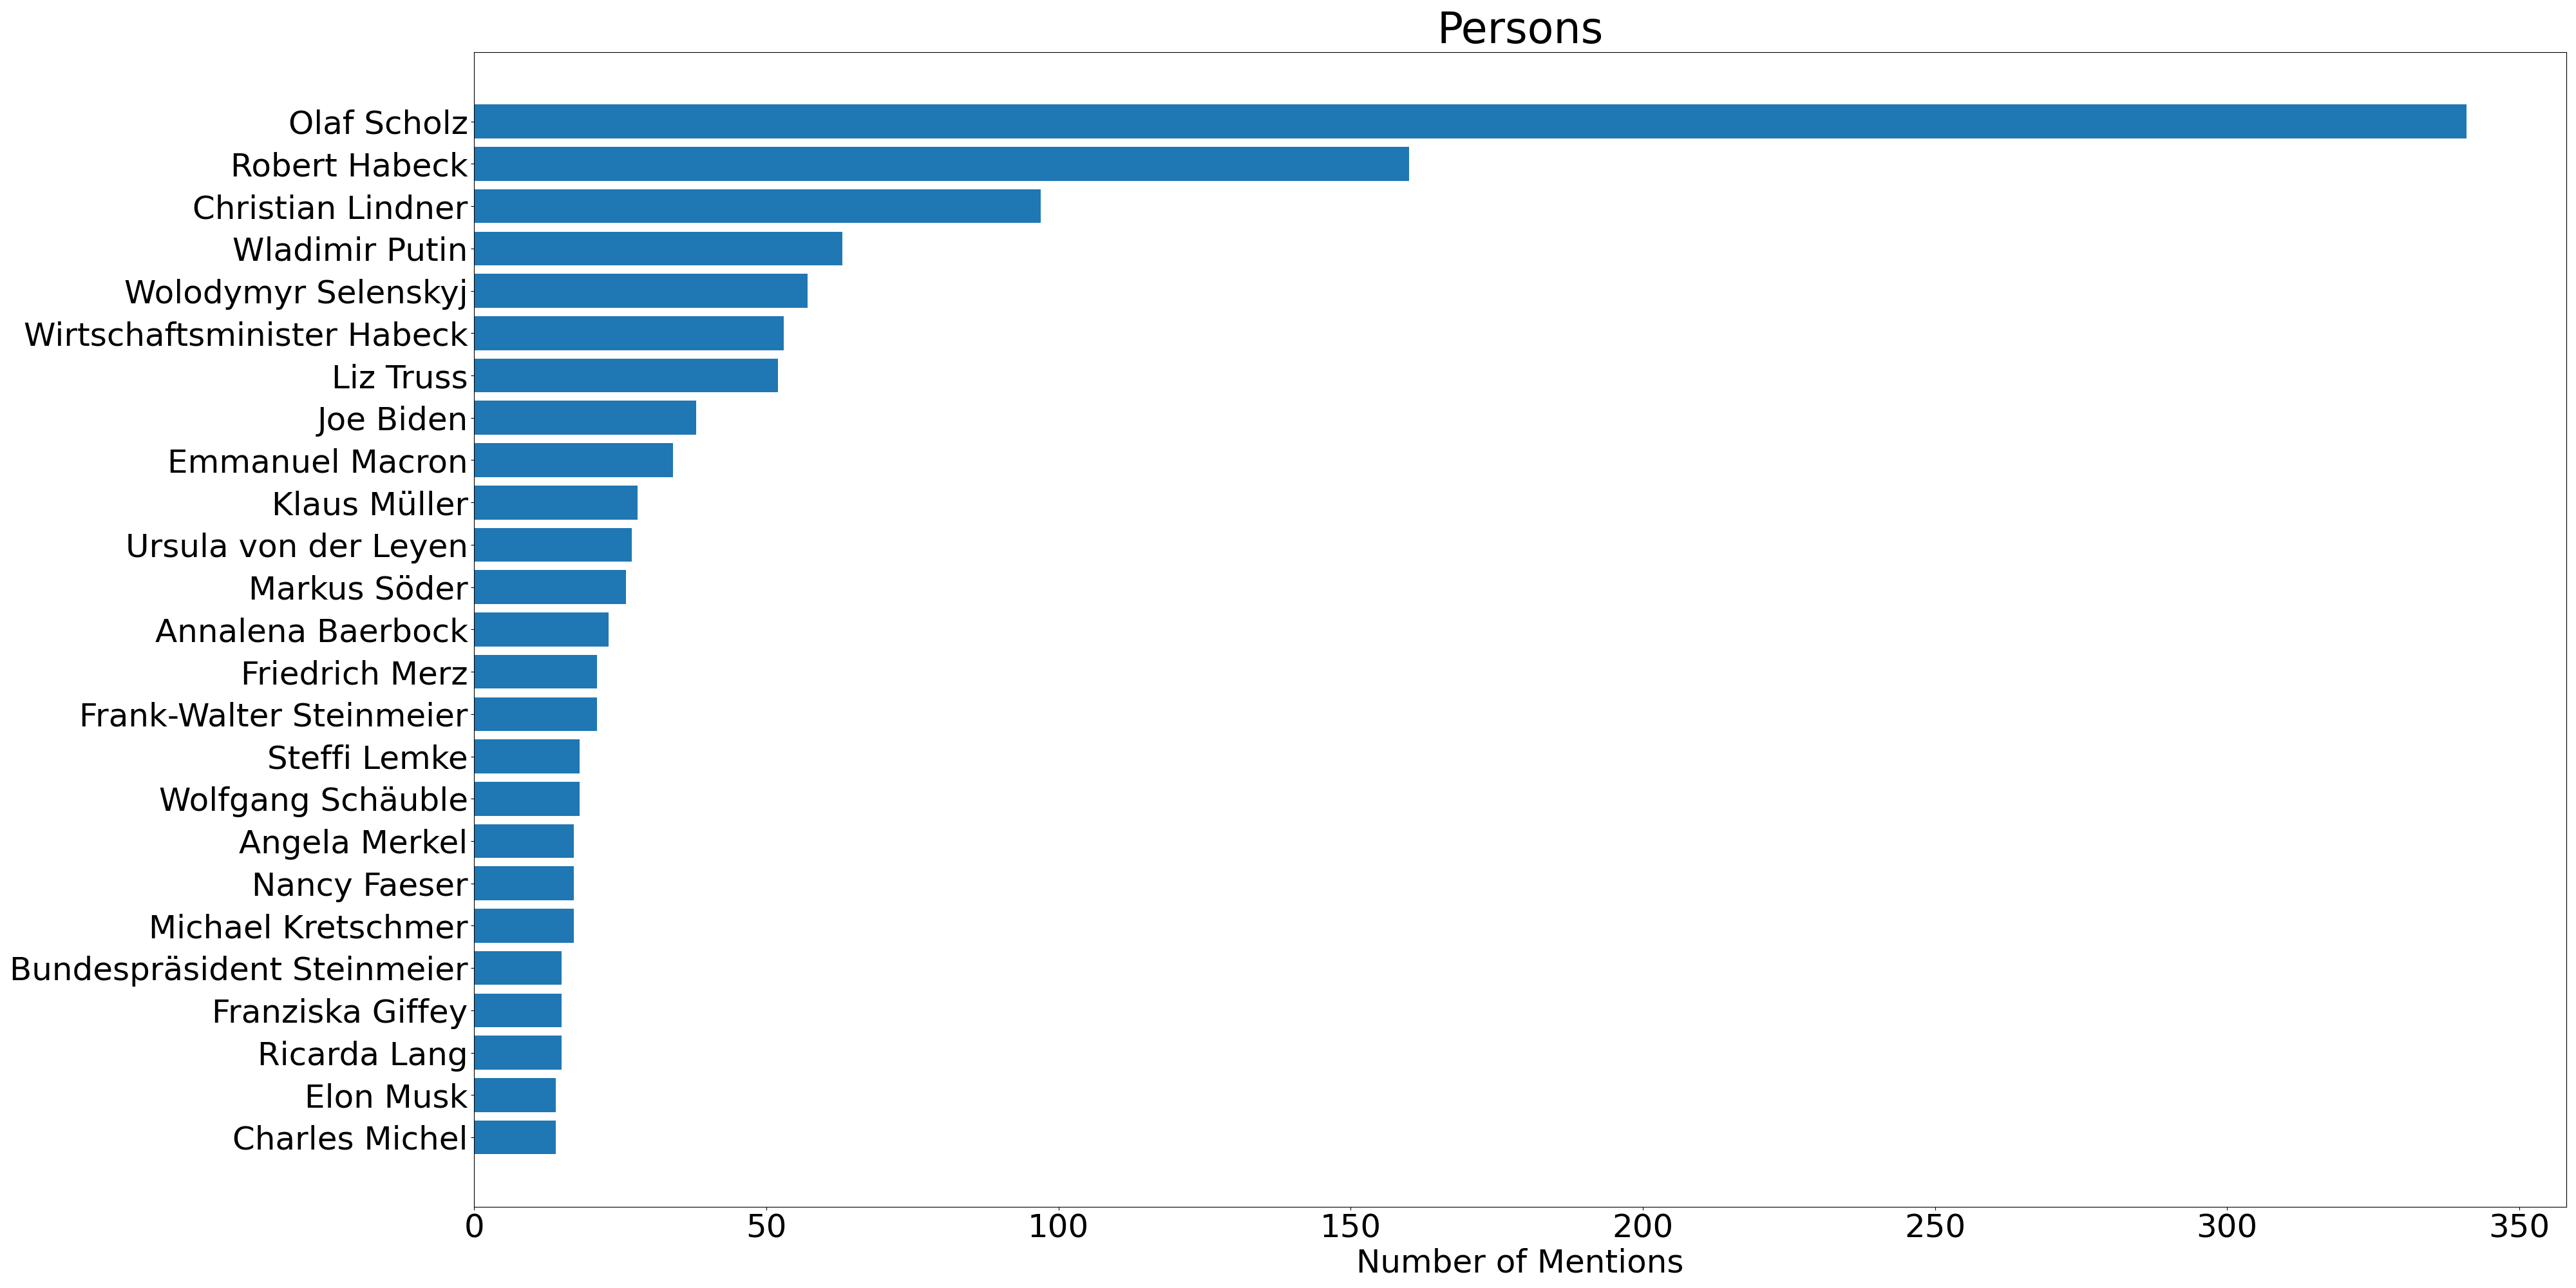 Persons
Olaf Scholz
Robert Habeck
Christian Lindner
Wladimir Putin
Wolodymyr Selenskyj
Wirtschaftsminister Habeck
Liz Truss
Joe Biden
Emmanuel Macron
Klaus Müller
Ursula von der Leyen
Markus Söder
Annalena Baerbock
Friedrich Merz
Frank-Walter Steinmeier
Steffi Lemke
Wolfgang Schäuble
Angela Merkel
Nancy Faeser
Michael Kretschmer
Bundespräsident Steinmeier
Franziska Giffey
Ricarda Lang
Elon Musk
Charles Michel
0 50 100 150 200 250 300 350
Number of Mentions